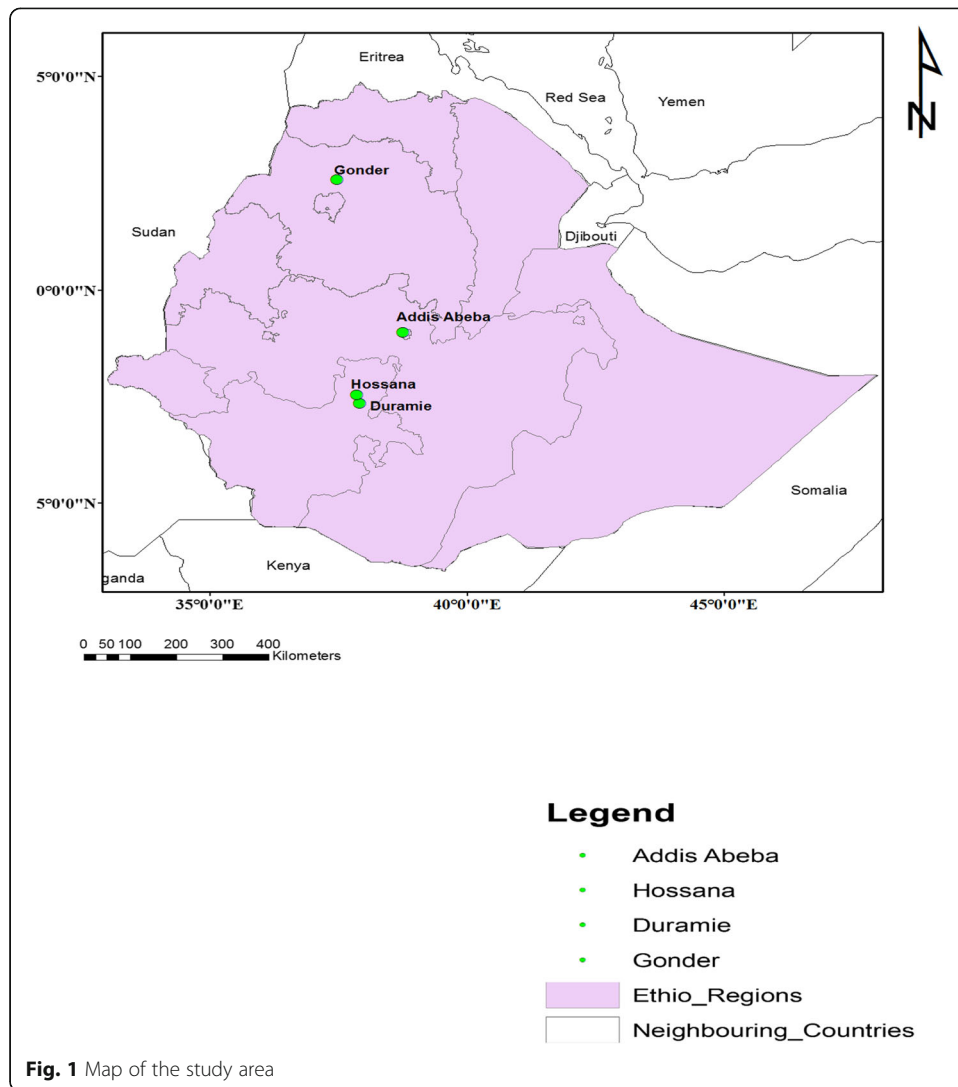 Eritrea
5°0'0"N
Red Sea
Yemen
N
Gonder
Sudan
Djibouti
0°0'0"N
Addis Abeba
Hossana
Duramie
Somalia
5°0'0"N
Kenya
ganda
35°0'0"E
40°0'0"E
45°0'0"E
0 50 100 200 300 400
Kilometers
Legend
Addis Abeba
Hossana
Duramie
Gonder
Ethio_Regions
Neighbouring_Countries
Fig. 1 Map of the study area